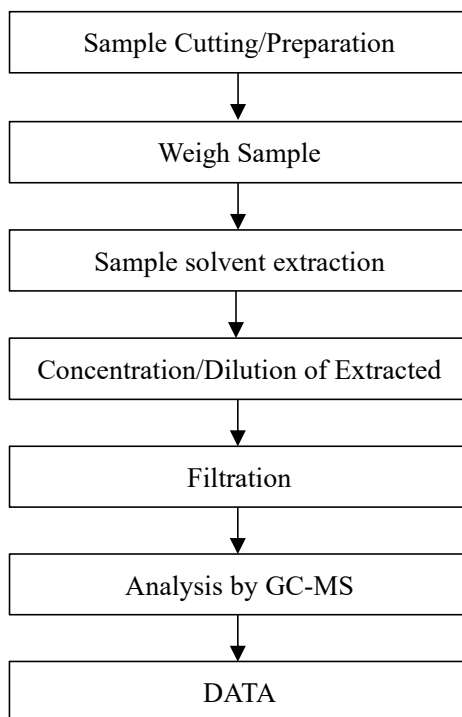 Sample Cutting/Preparation
Weigh Sample
Sample solvent extraction
Concentration/Dilution of Extracted
Filtration
Analysis by GC-MS
DATA